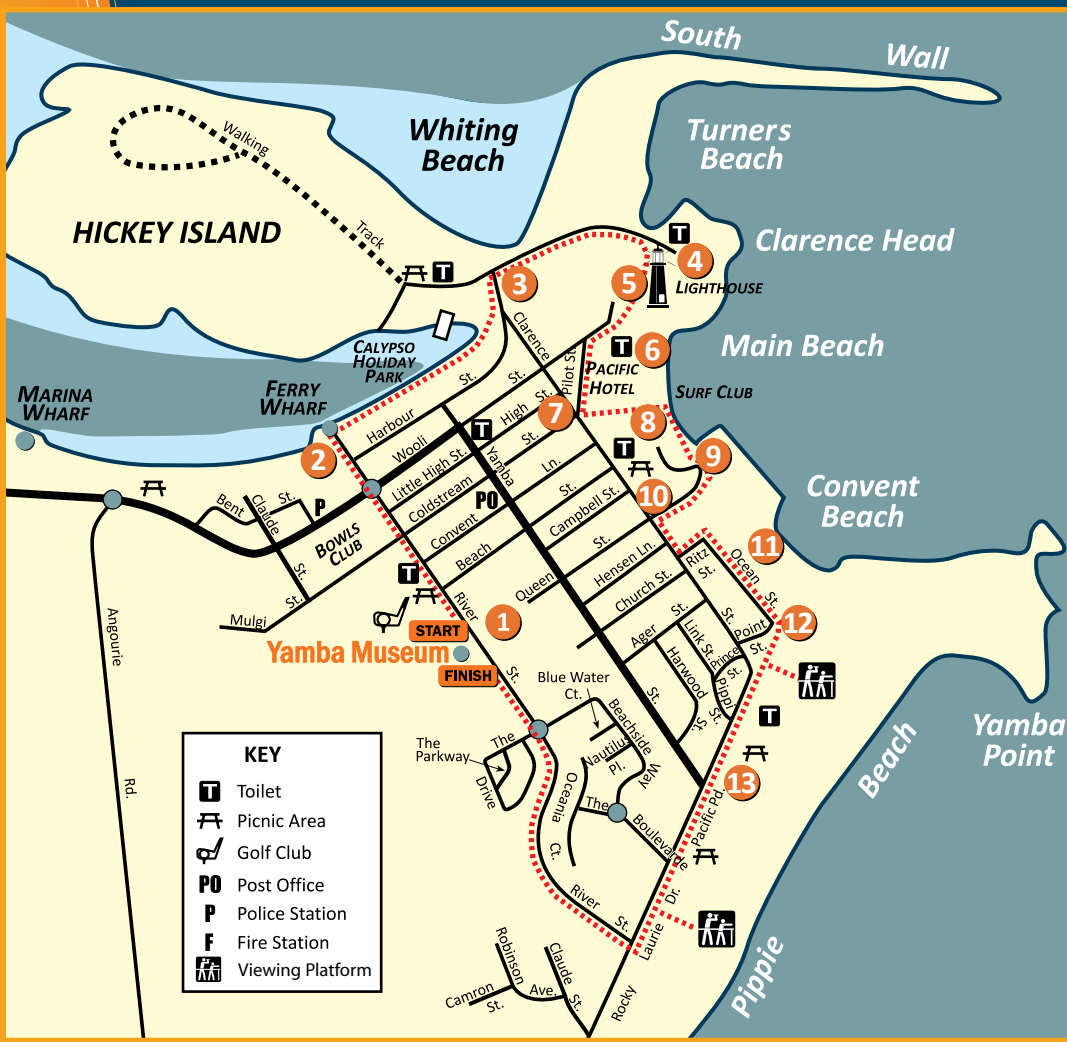 South
Wall
Whiting
Beach
Turners
Beach
Walking
Track
HICKEY ISLAND
T
T
Clarence Head
4
LIGHTHOUSE
3
5
Clarence
CALYPSO
HOLIDAY
PARK
T
6
PACIFIC
HOTEL
Main Beach
Pilot St.
SURF CLUB
MARINA
WHARF
FERRY
WHARF
Harbour
St.
Wooli
St.
T
Little High St.
High
St.
7
8
2
Yamba
Coldstream
St.
T
9
PO
Convent
Ln.
10
Convent
Beach
Bent
St.
Claude
St.
P
BOWLS
CLUB
Beach
St.
Campbell St.
11
Mulgi
St.
T
River
St.
Queen
St.
Hensen Ln.
Church St.
Ritz
St.
Ocean
St.
1
START
Yamba Museum
FINISH
Angourie
Rd.
Ager
St.
Link St.
Harwood
St.
Prince
St.
Pippi
St.
Point
St.
12
St.
Blue Water
Ct.
Beachside
Way
Nautilus
Pl.
The
Parkway
The
Drive
Oceania
Ct.
The
Boulevarde
T
13
Pacific Pd.
Yamba
Point
Pippie
Beach
River
St.
Laurie
Dr.
Rocky
Robinson
Ave.
Claude
St.
Camron
St.
KEY
T Toilet
Picnic Area
Golf Club
PO Post Office
P Police Station
F Fire Station
Viewing Platform